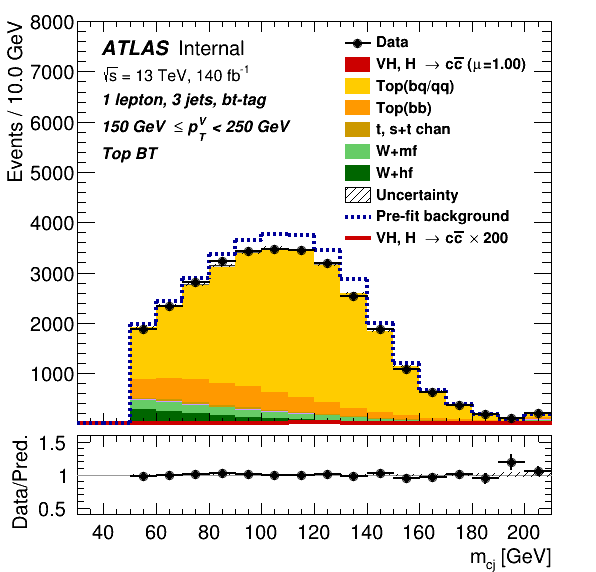 8000
7000
6000
5000
4000
3000
2000
1000
Events / 10.0 GeV
ATLAS Internal
√s = 13 TeV, 140 fb⁻¹
1 lepton, 3 jets, bt-tag
150 GeV ≤ p_T^V < 250 GeV
Top BT
Data
VH, H → cc̅ (μ=1.00)
Top(bq/qq)
Top(bb)
t, s+t chan
W+mf
W+hf
Uncertainty
Pre-fit background
VH, H → cc̅ × 200
1.5
1
0.5
Data/Pred.
40 60 80 100 120 140 160 180 200
m_cj [GeV]